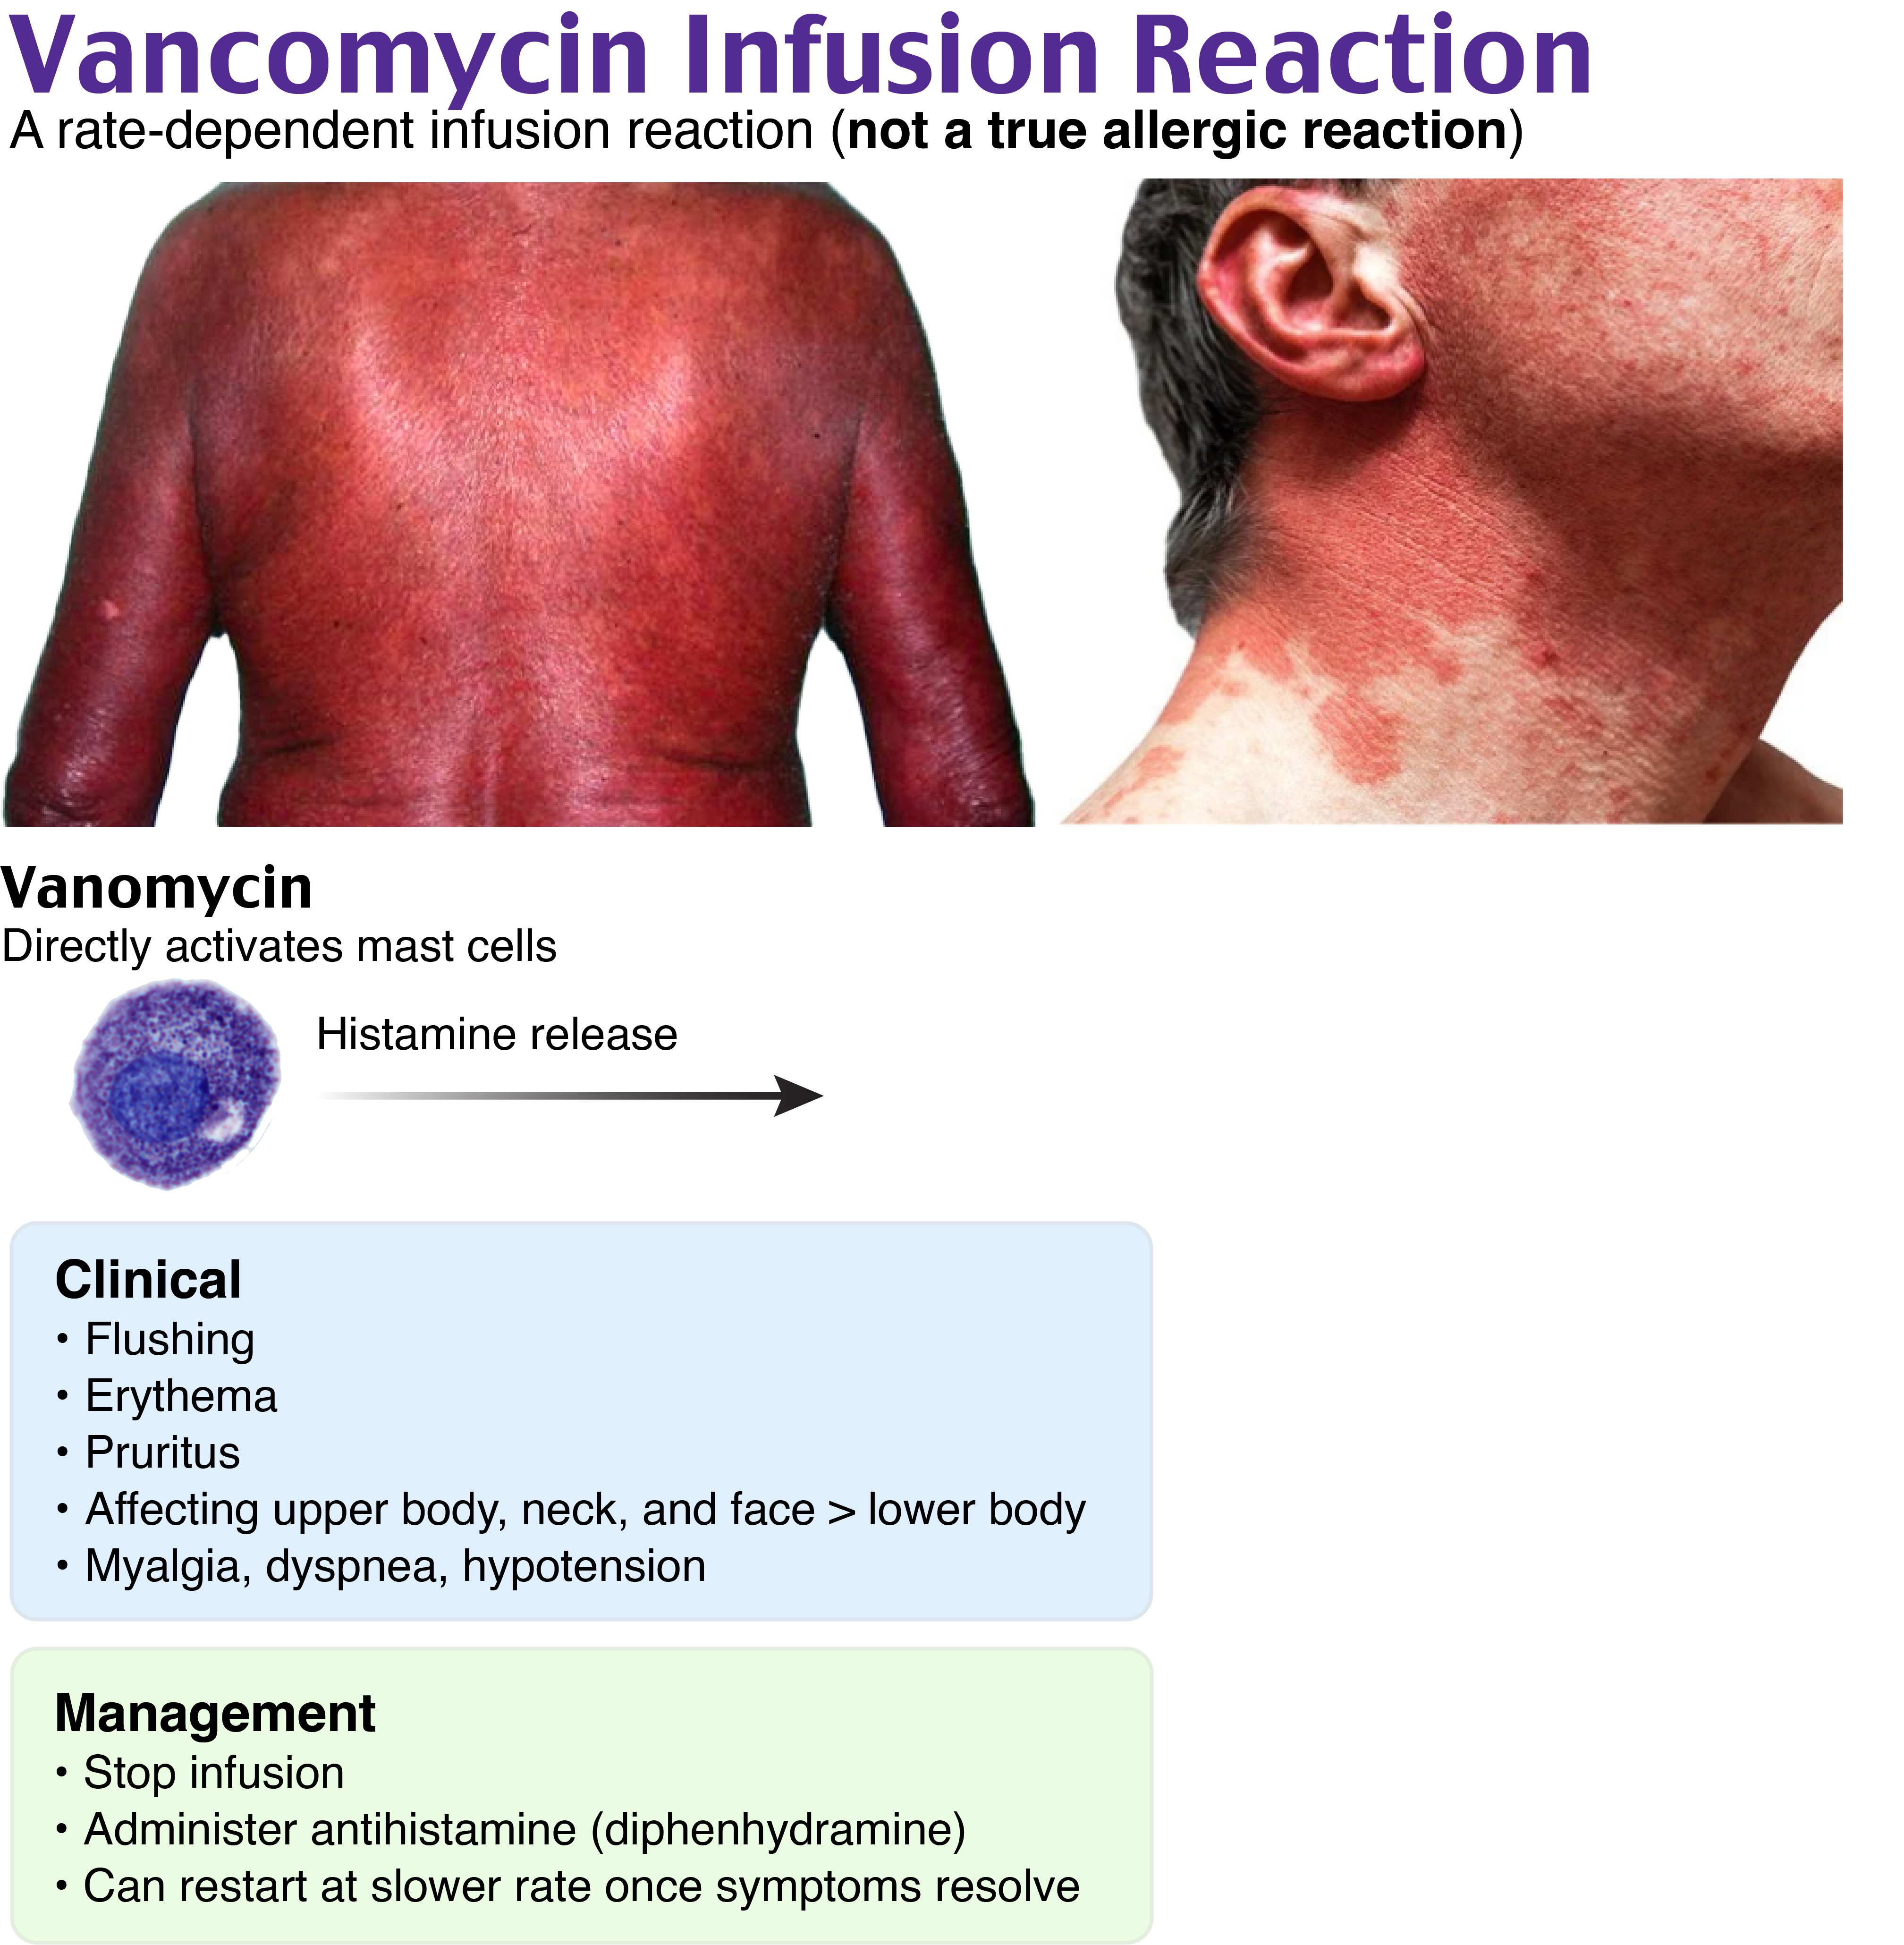 Vancomycin Infusion Reaction
A rate-dependent infusion reaction (not a true allergic reaction)
Vanomycin
Directly activates mast cells
Histamine release
Clinical
• Flushing
• Erythema
• Pruritus
• Affecting upper body, neck, and face > lower body
• Myalgia, dyspnea, hypotension
Management
• Stop infusion
• Administer antihistamine (diphenhydramine)
• Can restart at slower rate once symptoms resolve